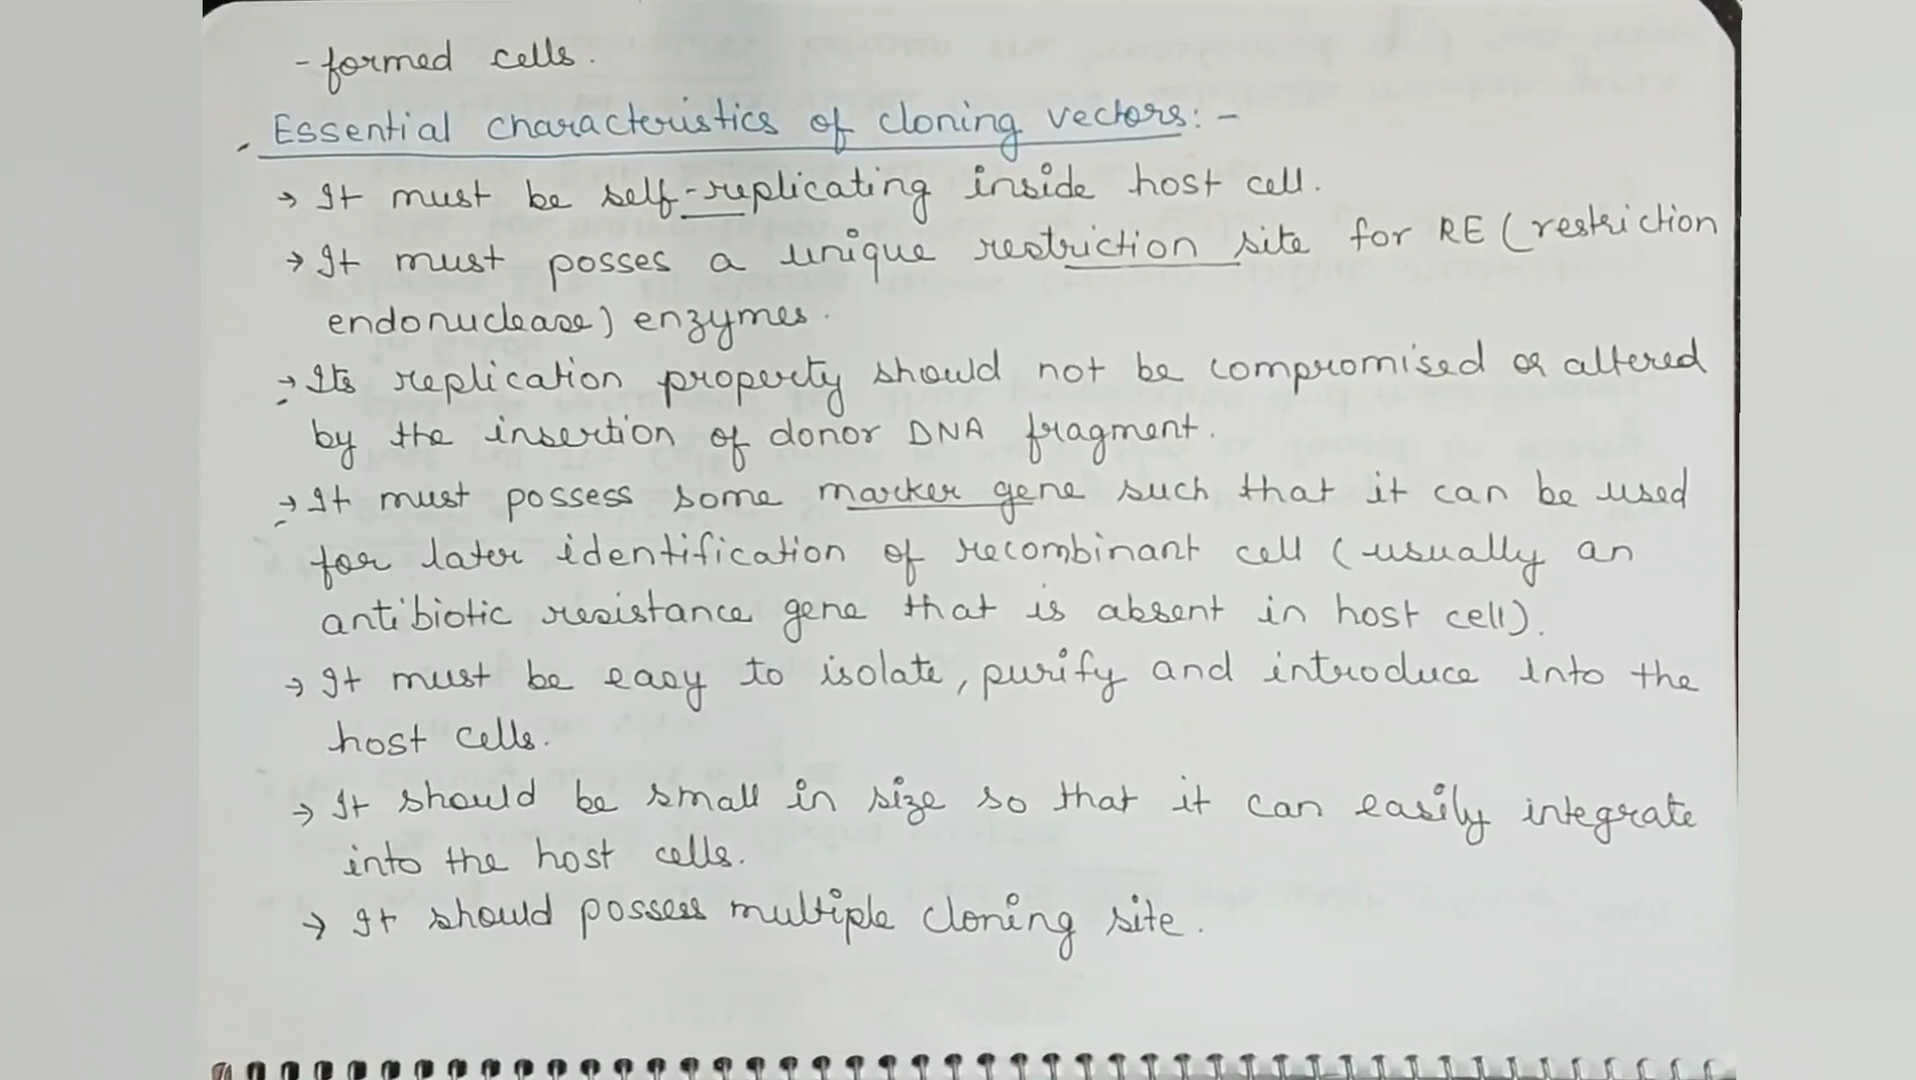 - formed cells.
Essential characteristics of cloning vectors: -
→ It must be self-replicating inside host cell.
→ It must posses a unique restriction site for RE (restriction
endonuclease) enzymes.
→ Its replication property should not be compromised or altered
by the insertion of donor DNA fragment.
→ It must possess some marker gene such that it can be used
for later identification of recombinant cell (usually an
antibiotic resistance gene that is absent in host cell).
→ It must be easy to isolate, purify and introduce into the
host cells.
→ It should be small in size so that it can easily integrate
into the host cells.
→ It should possess multiple cloning site.